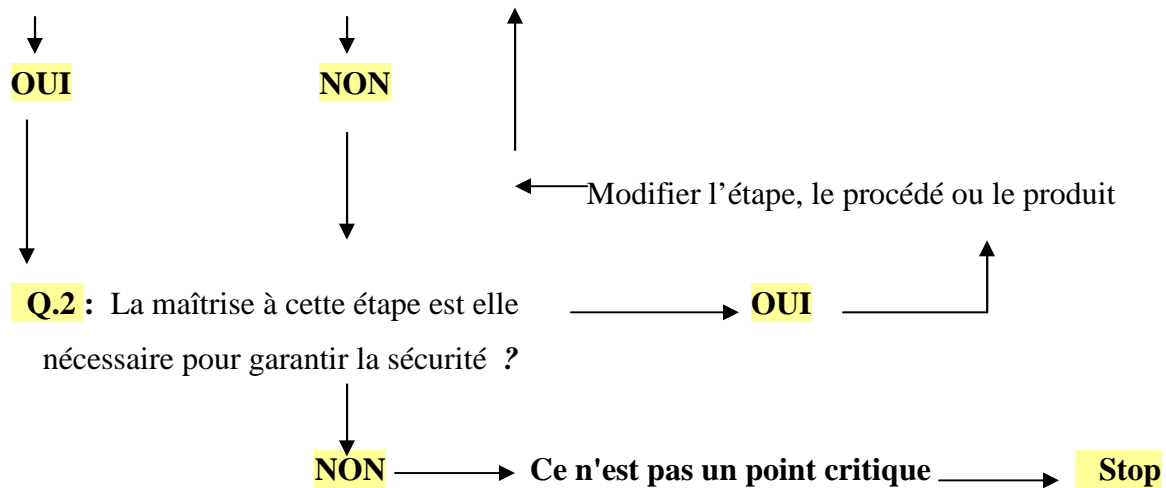 OUI NON
Modifier l’étape, le procédé ou le produit
Q.2 : La maîtrise à cette étape est elle OUI
nécessaire pour garantir la sécurité ?
NON Ce n'est pas un point critique Stop